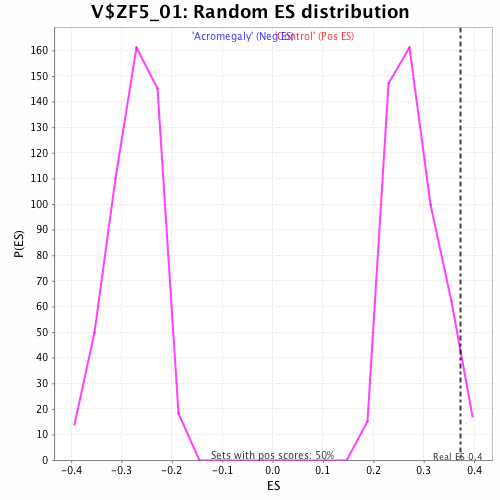 V$ZF5_01: Random ES distribution
'Acromegaly' (Neg ES) 'Control' (Pos ES)
160
150
140
130
120
110
100
90
80
70
60
50
40
30
20
10
0
P(ES)
Sets with pos scores: 50%
Real ES 0.4
-0.4 -0.3 -0.2 -0.1 0.0 0.1 0.2 0.3 0.4
ES